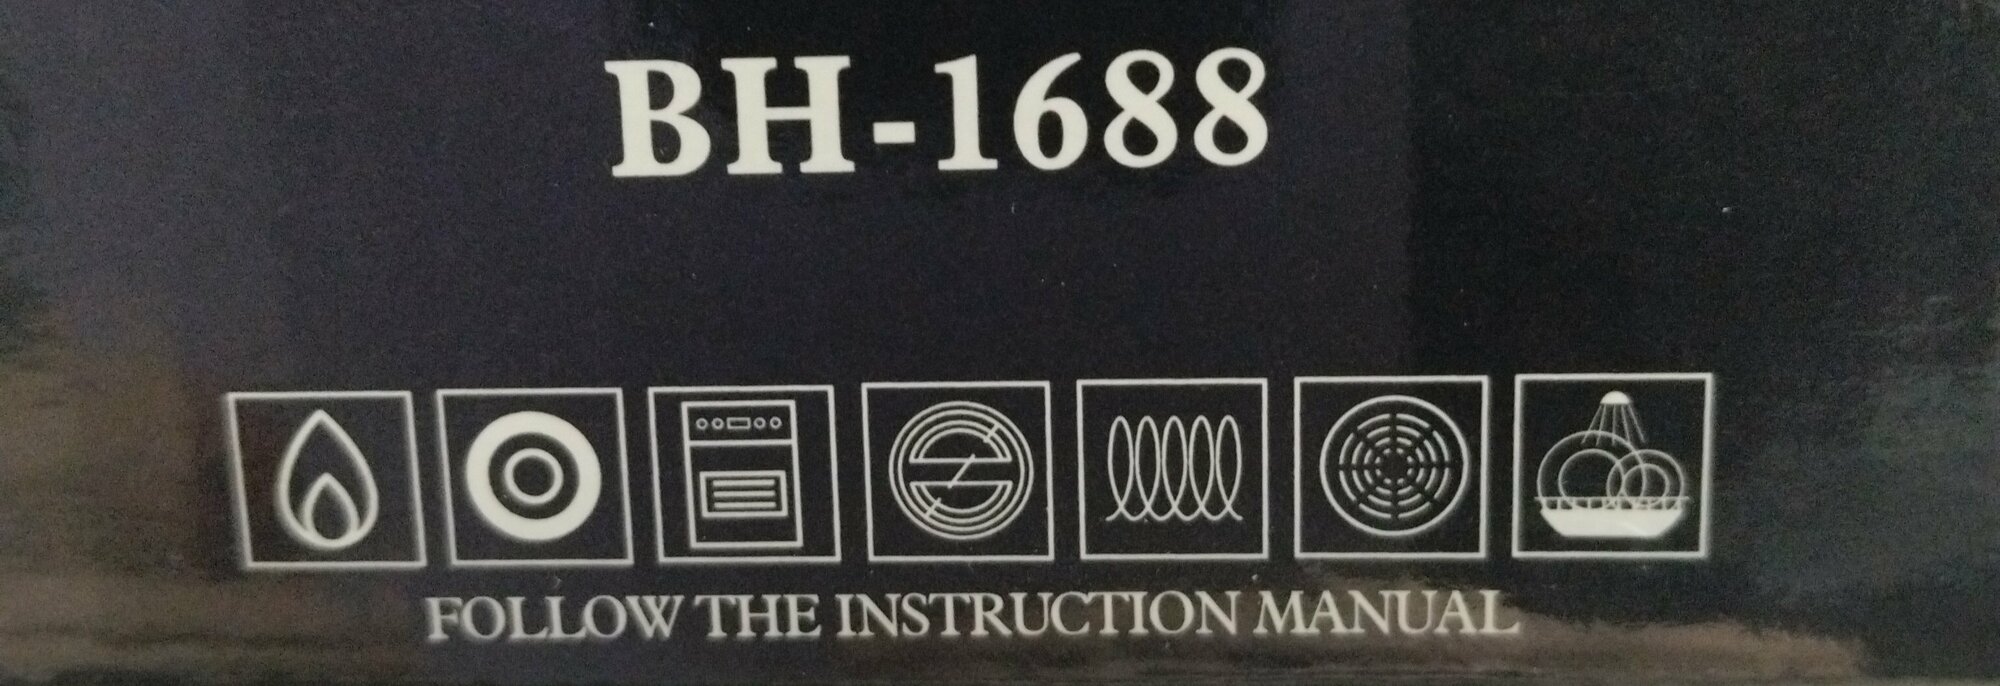 BH-1688
FOLLOW THE INSTRUCTION MANUAL